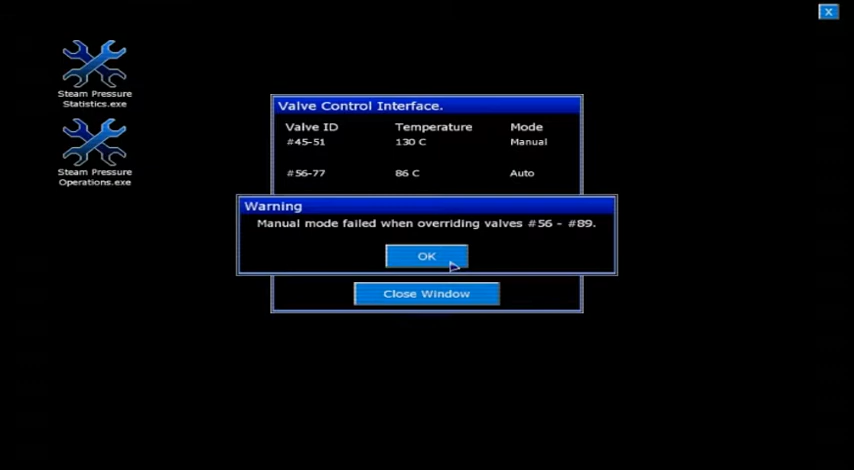 X
Steam Pressure
Statistics.exe
Steam Pressure
Operations.exe
Valve Control Interface.
Valve ID Temperature Mode
#45-51 130 C Manual
#56-77 86 C Auto
Warning
Manual mode failed when overriding valves #56 - #89.
OK
Close Window